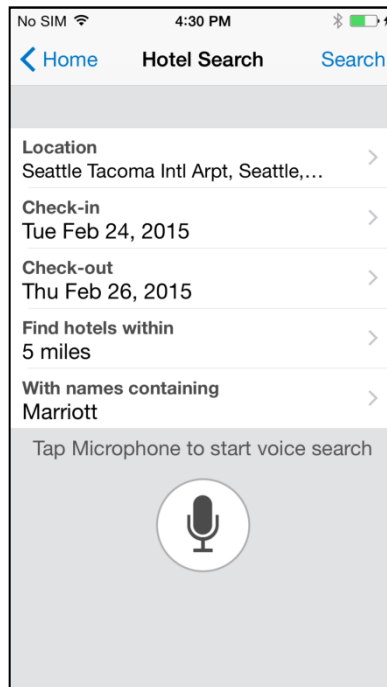 No SIM 4:30 PM
Home Hotel Search Search
Location
Seattle Tacoma Intl Arpt, Seattle,...
Check-in
Tue Feb 24, 2015
Check-out
Thu Feb 26, 2015
Find hotels within
5 miles
With names containing
Marriott
Tap Microphone to start voice search